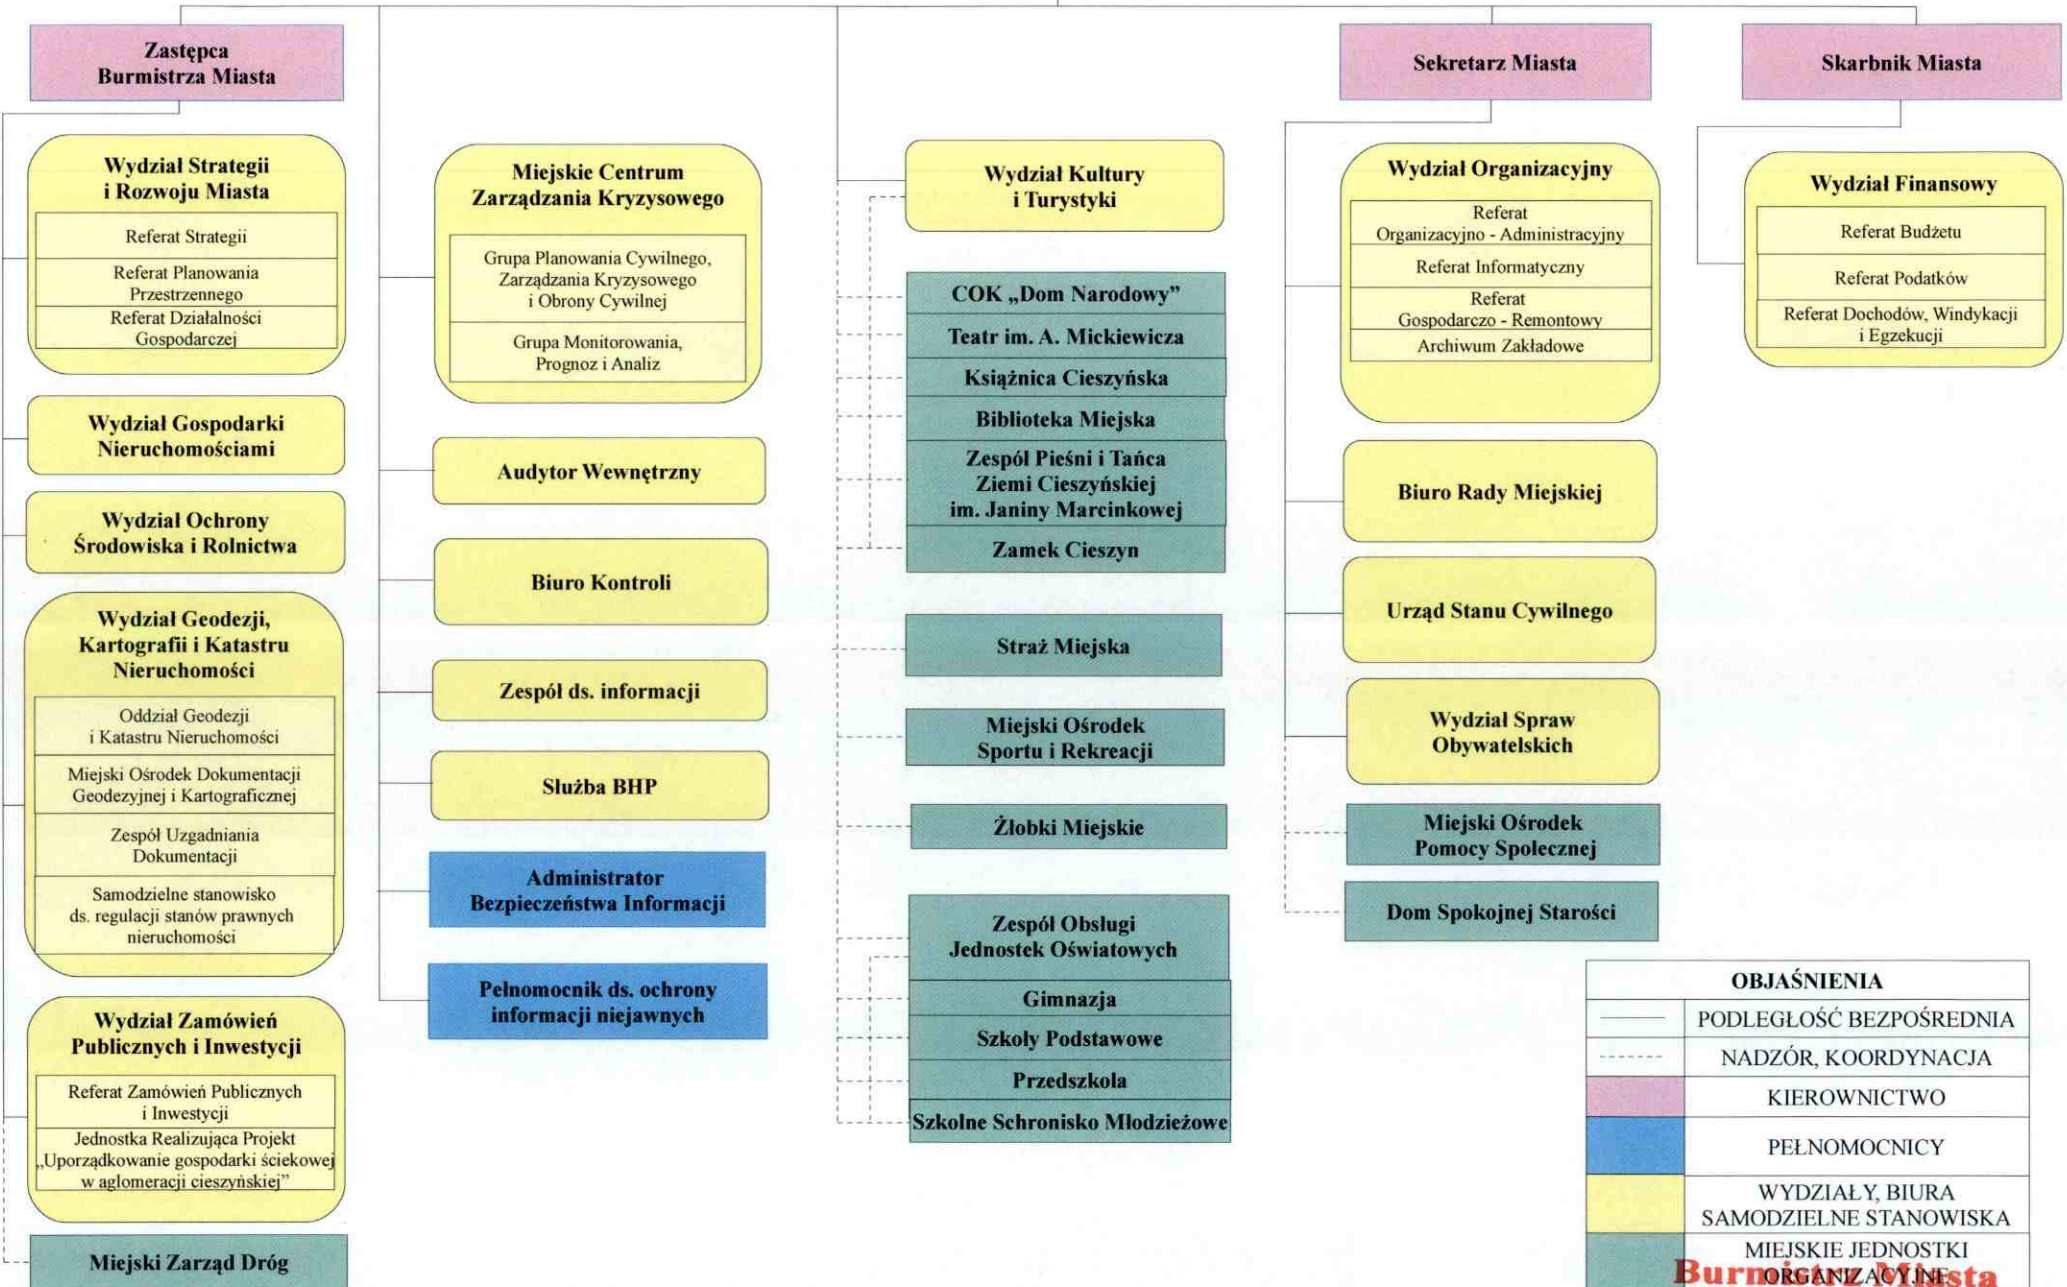 Zastępca
Burmistrza Miasta
Sekretarz Miasta
Skarbnik Miasta
Wydział Strategii
i Rozwoju Miasta
Referat Strategii
Referat Planowania
Przestrzennego
Referat Działalności
Gospodarczej
Wydział Gospodarki
Nieruchomościami
Wydział Ochrony
Środowiska i Rolnictwa
Wydział Geodezji,
Kartografii i Katastru
Nieruchomości
Oddział Geodezji
i Katastru Nieruchomości
Miejski Ośrodek Dokumentacji
Geodezyjnej i Kartograficznej
Zespół Uzgadniania
Dokumentacji
Samodzielne stanowisko
ds. regulacji stanów prawnych
nieruchomości
Wydział Zamówień
Publicznych i Inwestycji
Referat Zamówień Publicznych
i Inwestycji
Jednostka Realizująca Projekt
„Uporządkowanie gospodarki ściekowej
w aglomeracji cieszyńskiej”
Miejski Zarząd Dróg
Miejskie Centrum
Zarządzania Kryzysowego
Grupa Planowania Cywilnego,
Zarządzania Kryzysowego
i Obrony Cywilnej
Grupa Monitorowania,
Prognoz i Analiz
Audytor Wewnętrzny
Biuro Kontroli
Zespół ds. informacji
Służba BHP
Administrator
Bezpieczeństwa Informacji
Pełnomocnik ds. ochrony
informacji niejawnych
Wydział Kultury
i Turystyki
COK „Dom Narodowy”
Teatr im. A. Mickiewicza
Książnica Cieszyńska
Biblioteka Miejska
Zespół Pieśni i Tańca
Ziemi Cieszyńskiej
im. Janiny Marcinkowej
Zamek Cieszyn
Straż Miejska
Miejski Ośrodek
Sportu i Rekreacji
Żłobki Miejskie
Zespół Obsługi
Jednostek Oświatowych
Gimnazja
Szkoły Podstawowe
Przedszkola
Szkolne Schronisko Młodzieżowe
Wydział Organizacyjny
Referat
Organizacyjno - Administracyjny
Referat Informatyczny
Referat
Gospodarczo - Remontowy
Archiwum Zakładowe
Biuro Rady Miejskiej
Urząd Stanu Cywilnego
Wydział Spraw
Obywatelskich
Miejski Ośrodek
Pomocy Społecznej
Dom Spokojnej Starości
Wydział Finansowy
Referat Budżetu
Referat Podatków
Referat Dochodów, Windykacji
i Egzekucji
OBJAŚNIENIA
PODLEGŁOŚĆ BEZPOŚREDNIA
NADZÓR, KOORDYNACJA
KIEROWNICTWO
PEŁNOMOCNICY
WYDZIAŁY, BIURA
SAMODZIELNE STANOWISKA
MIEJSKIE JEDNOSTKI
ORGANIZACYJNE
Burmistrz Miasta